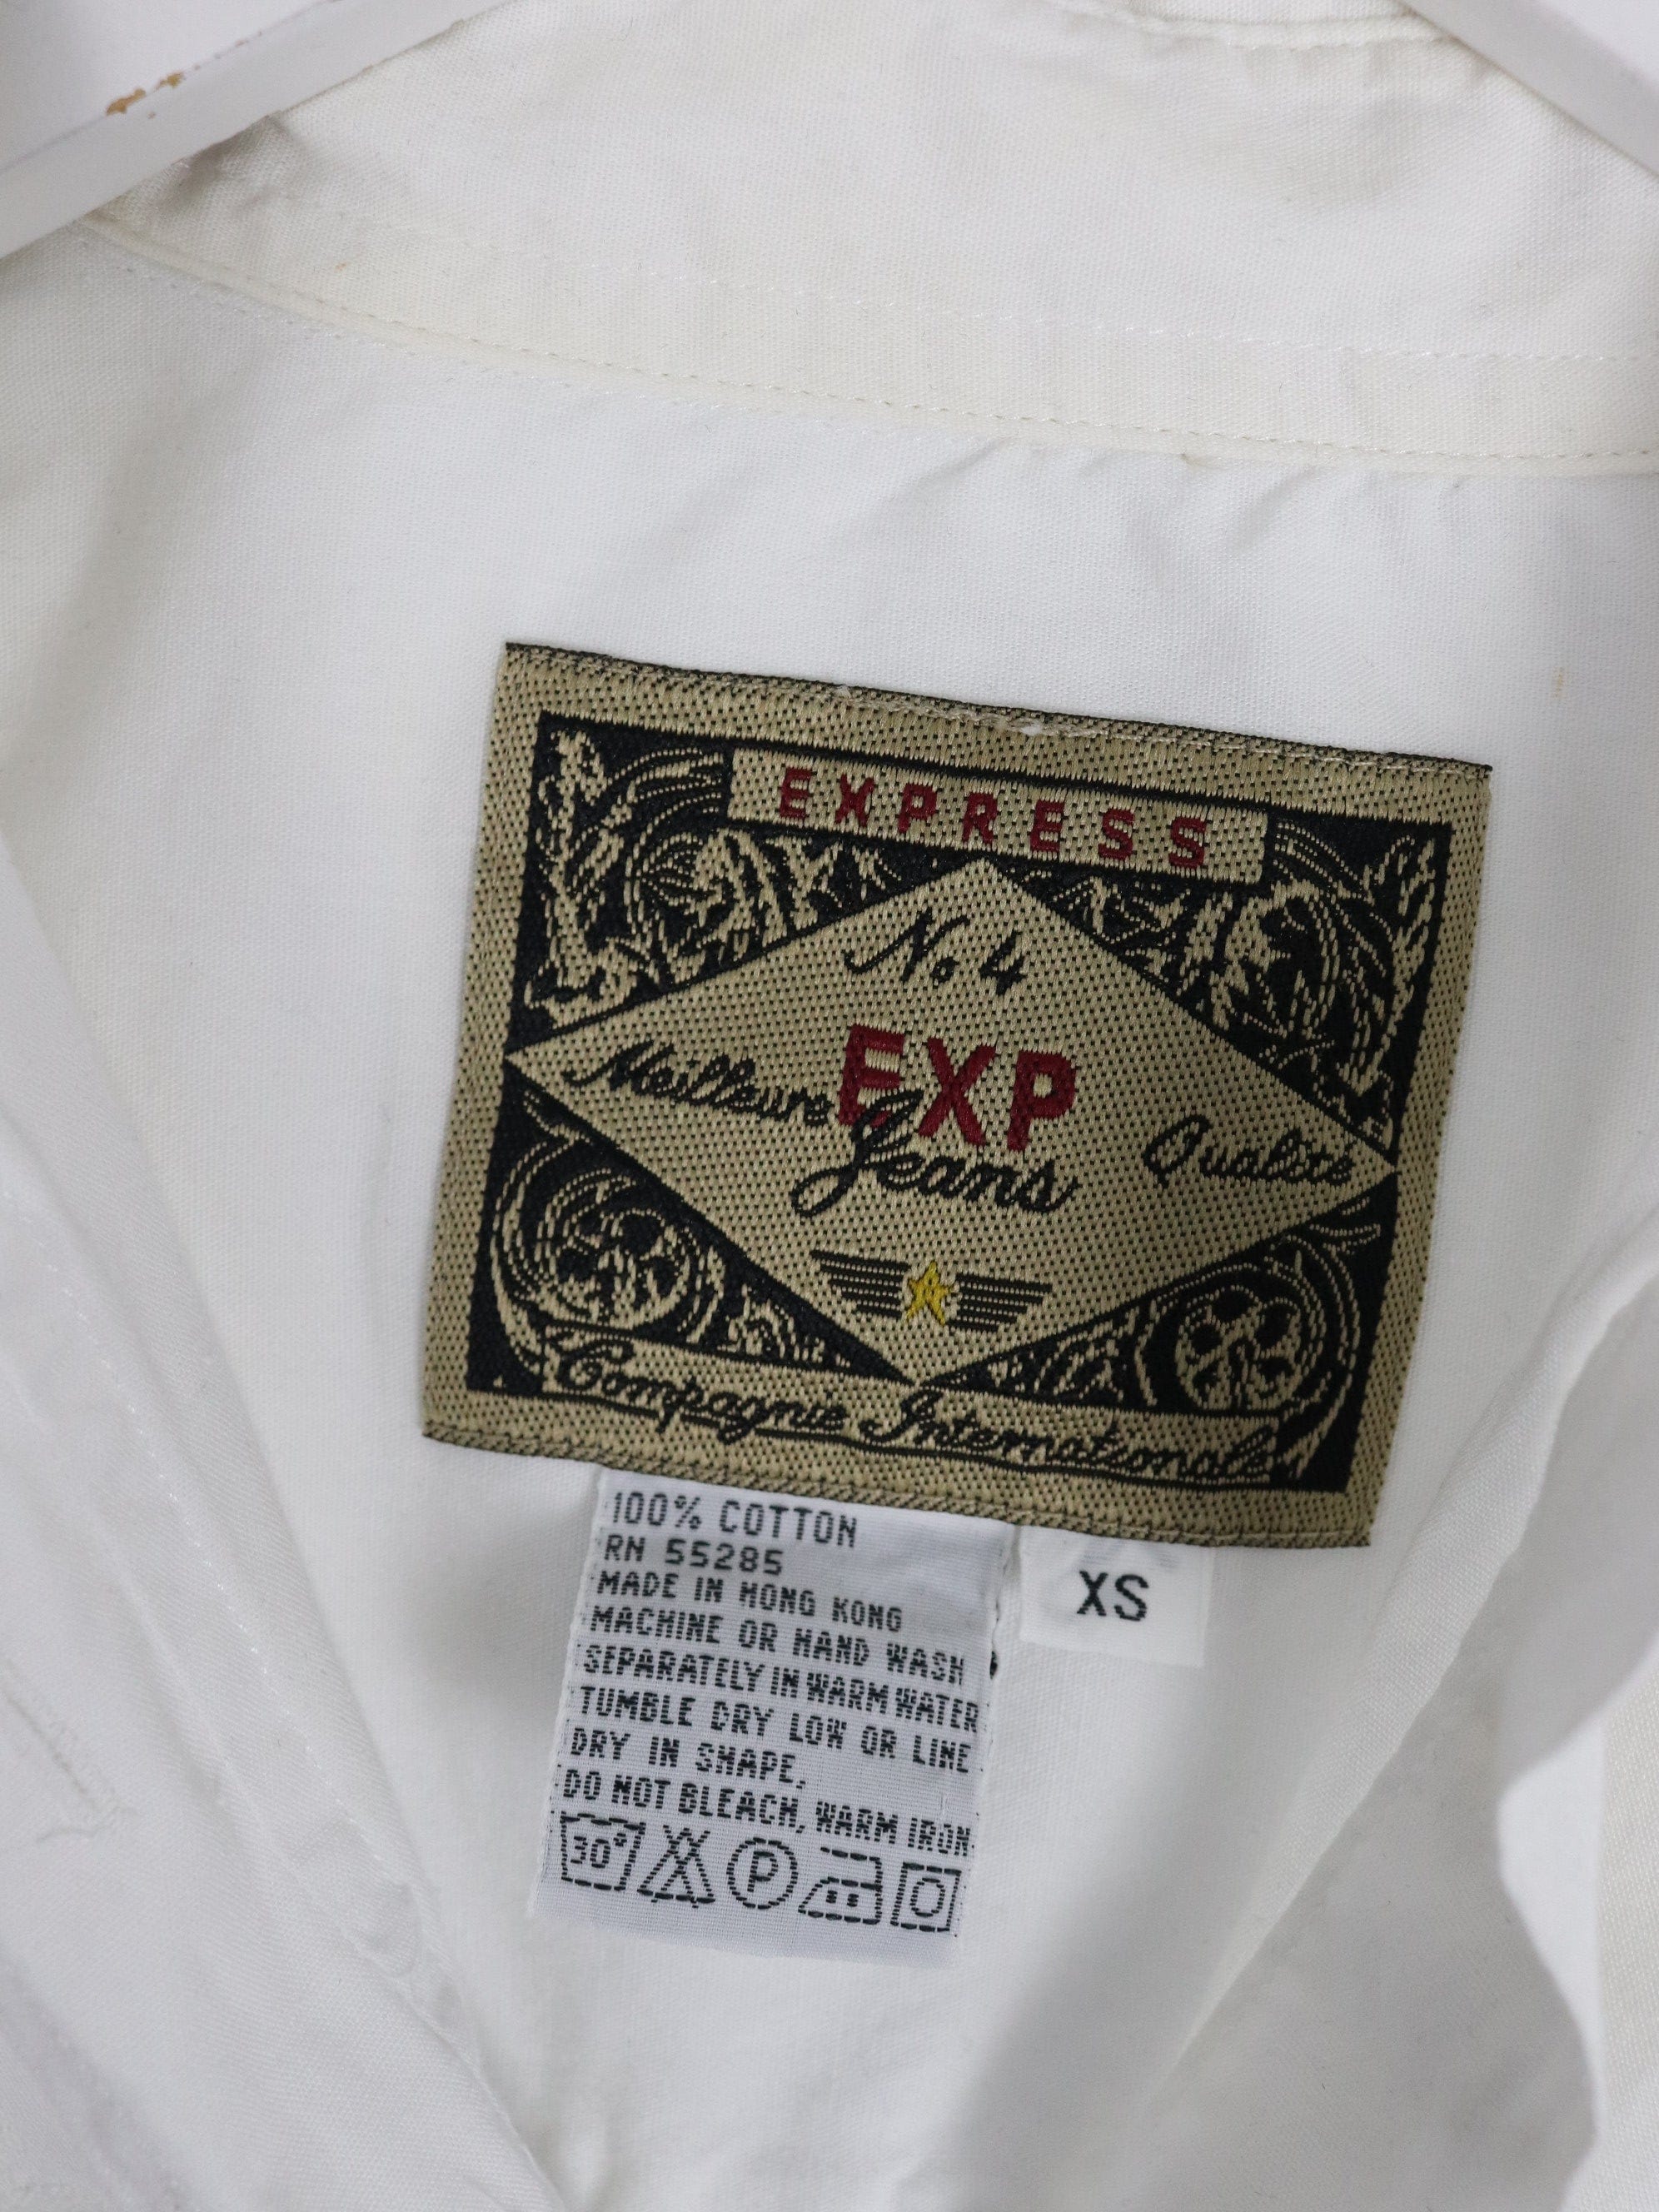 EXPRESS
No. 4
EXP
Meilleure Jeans Qualité
Compagnie Internationale
100% COTTON
RN 55285
MADE IN HONG KONG
MACHINE OR HAND WASH
SEPARATELY IN WARM WATER
TUMBLE DRY LOW OR LINE
DRY IN SHAPE,
DO NOT BLEACH, WARM IRON
30° P
XS